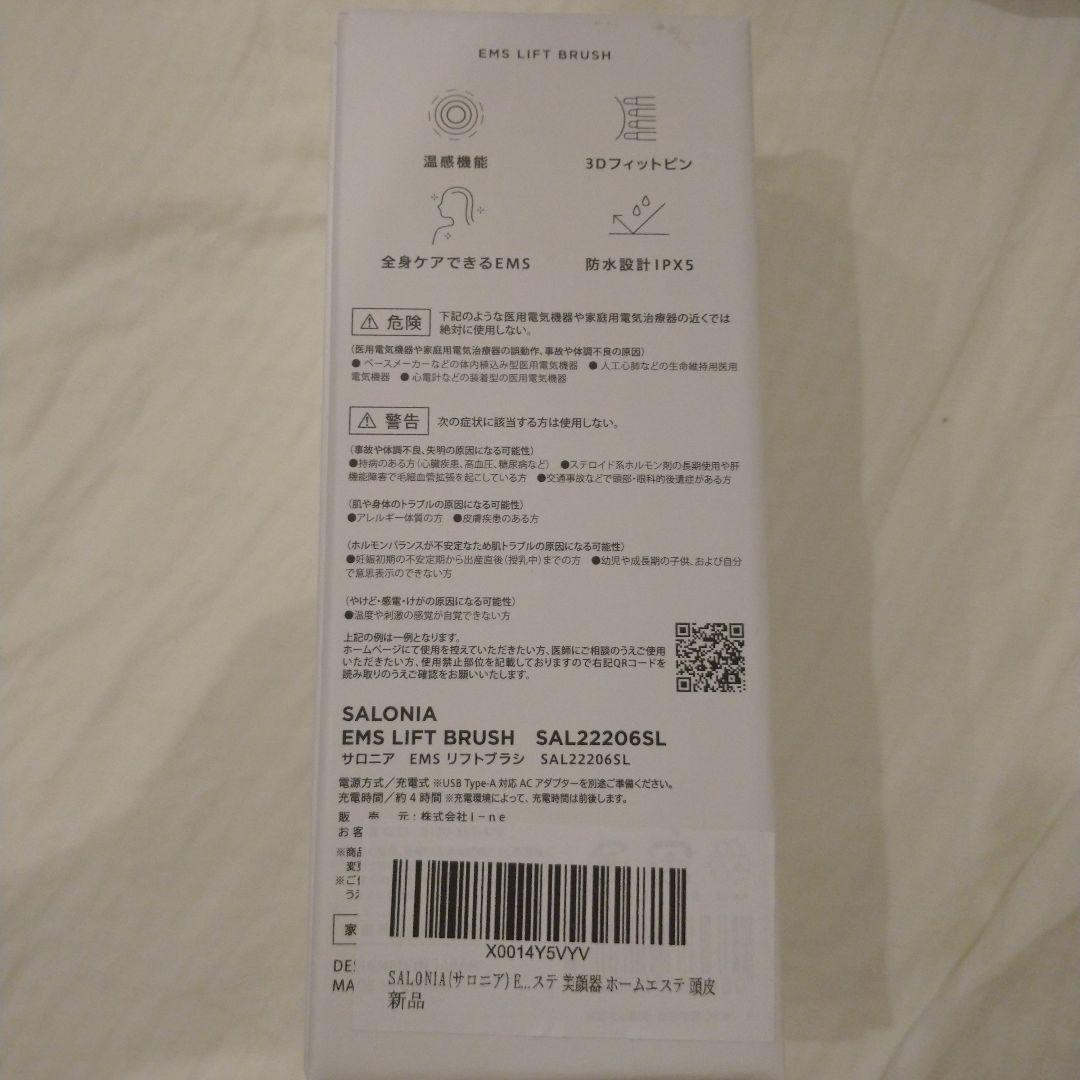 EMS LIFT BRUSH
温感機能
3Dフィットピン
全身ケアできるEMS
防水設計IPX5
危険
下記のような医用電気機器や家庭用電気治療器の近くでは
絶対に使用しない。
(医用電気機器や家庭用電気治療器の誤動作、事故や体調不良の原因)
●ペースメーカーなどの体内植込み型医用電気機器 ●人工心肺などの生命維持用医用
電気機器 ●心電計などの装着型の医用電気機器
警告
次の症状に該当する方は使用しない。
(事故や体調不良、失明の原因になる可能性)
●持病のある方(心臓疾患、高血圧、糖尿病など) ●ステロイド系ホルモン剤の長期使用や肝
機能障害で毛細血管拡張を起こしている方 ●交通事故などで頭部・眼科的後遺症がある方
(肌や身体のトラブルの原因になる可能性)
●アレルギー体質の方 ●皮膚疾患のある方
(ホルモンバランスが不安定なため肌トラブルの原因になる可能性)
●妊娠初期の不安定期から出産直後(授乳中)までの方 ●幼児や成長期の子供、および自分
で意思表示のできない方
(やけど・感電・けがの原因になる可能性)
●温度や刺激の感覚が自覚できない方
上記の例は一例となります。
ホームページにて使用を控えていただきたい方、医師にご相談のうえご使用
いただきたい方、使用禁止部位を記載しておりますので右記QRコードを
読み取りのうえご確認をお願いいたします。
SALONIA
EMS LIFT BRUSH SAL22206SL
サロニア EMS リフトブラシ SAL22206SL
電源方式/充電式 ※USB Type-A 対応 AC アダプターを別途ご準備ください。
充電時間/約4時間 ※充電環境によって、充電時間は前後します。
販 売 元:株式会社I-ne
お客
※商品
変更
※ご使
うえ
家
DES
MA
X0014Y5VYV
SALONIA(サロニア) E...ステ 美顔器 ホームエステ 頭皮
新品